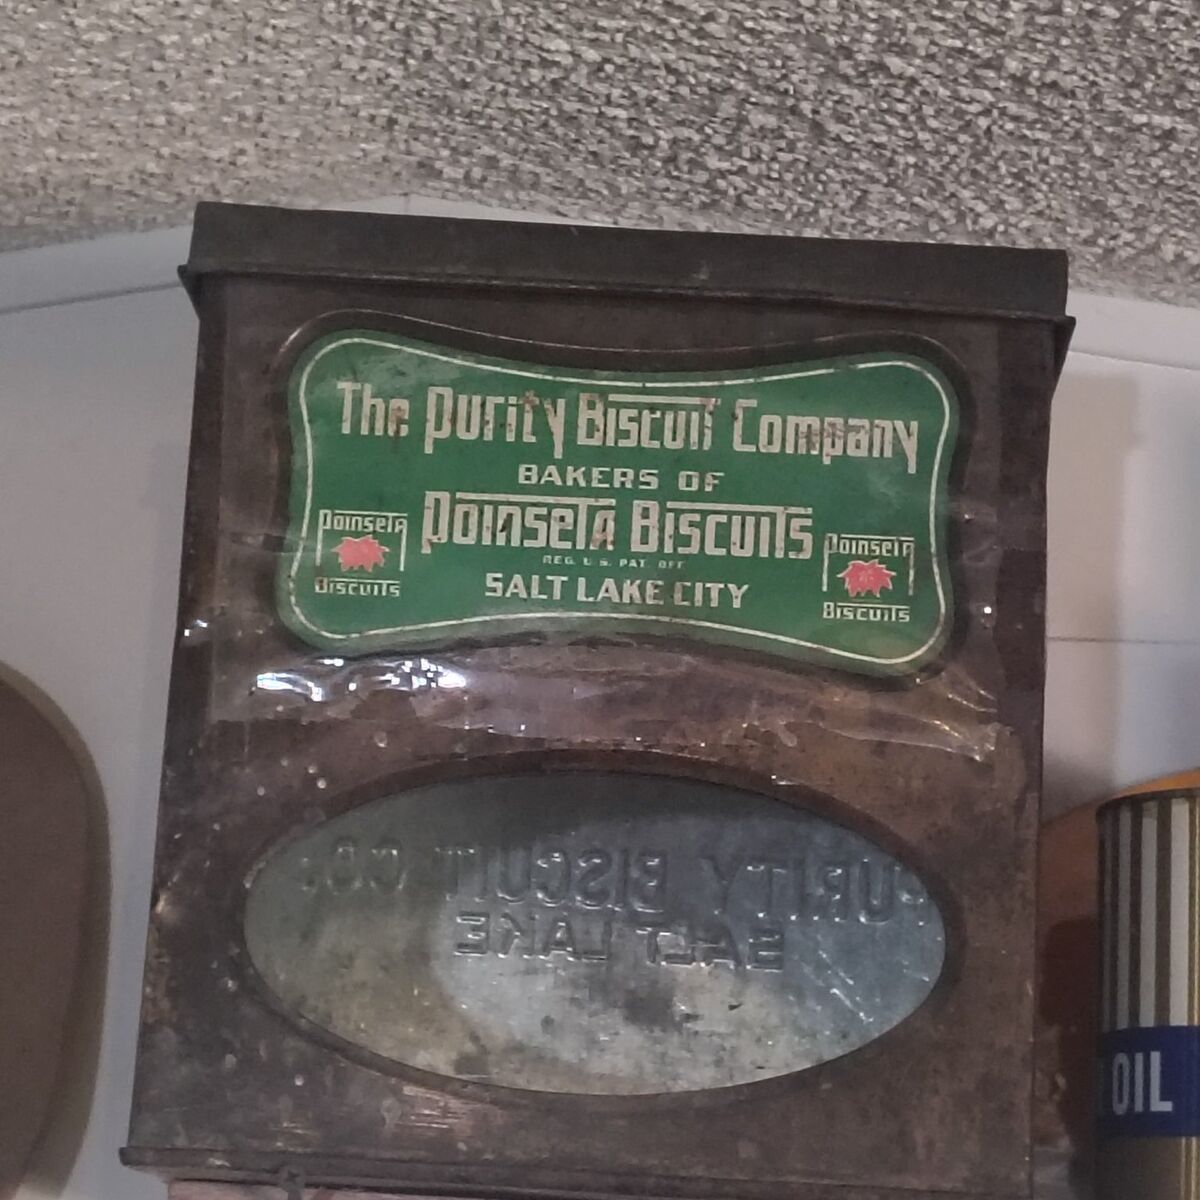 The Purity Biscuit Company
BAKERS OF
Poinseta Biscuits
REG. U.S. PAT. OFF
SALT LAKE CITY
Poinseta
Biscuits
Poinseta
Biscuits
PURITY BISCUIT CO.
SALT LAKE
OIL